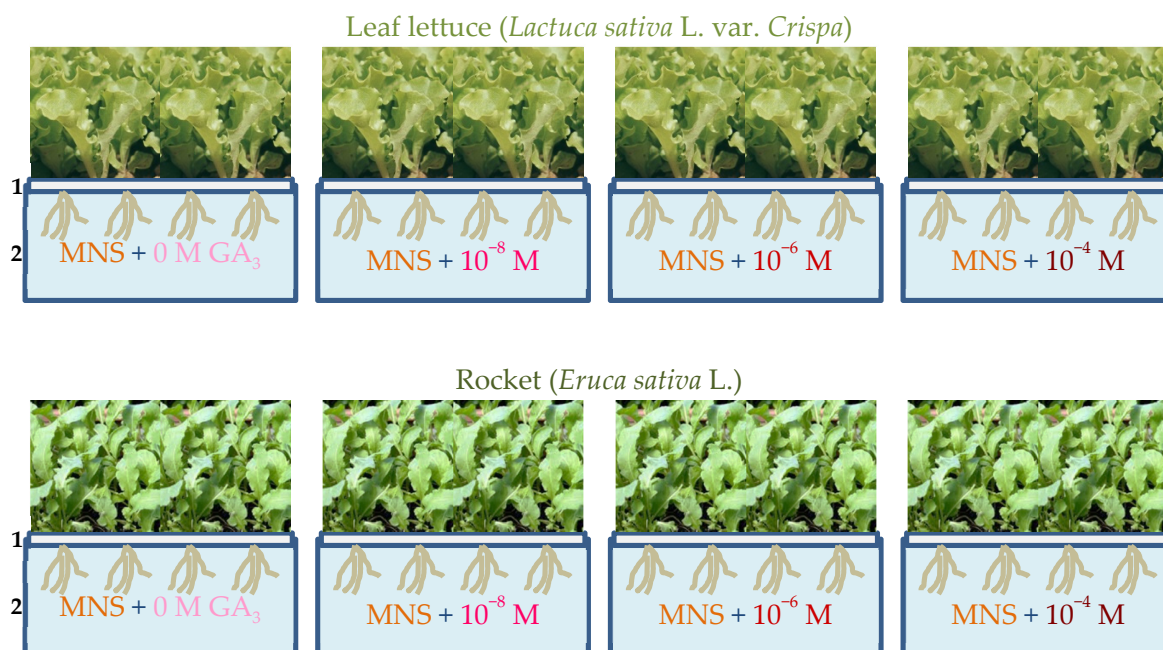 Leaf lettuce (Lactuca sativa L. var. Crispa)
1
2
MNS + 0 M GA₃
MNS + 10⁻⁸ M
MNS + 10⁻⁶ M
MNS + 10⁻⁴ M
Rocket (Eruca sativa L.)
1
2
MNS + 0 M GA₃
MNS + 10⁻⁸ M
MNS + 10⁻⁶ M
MNS + 10⁻⁴ M